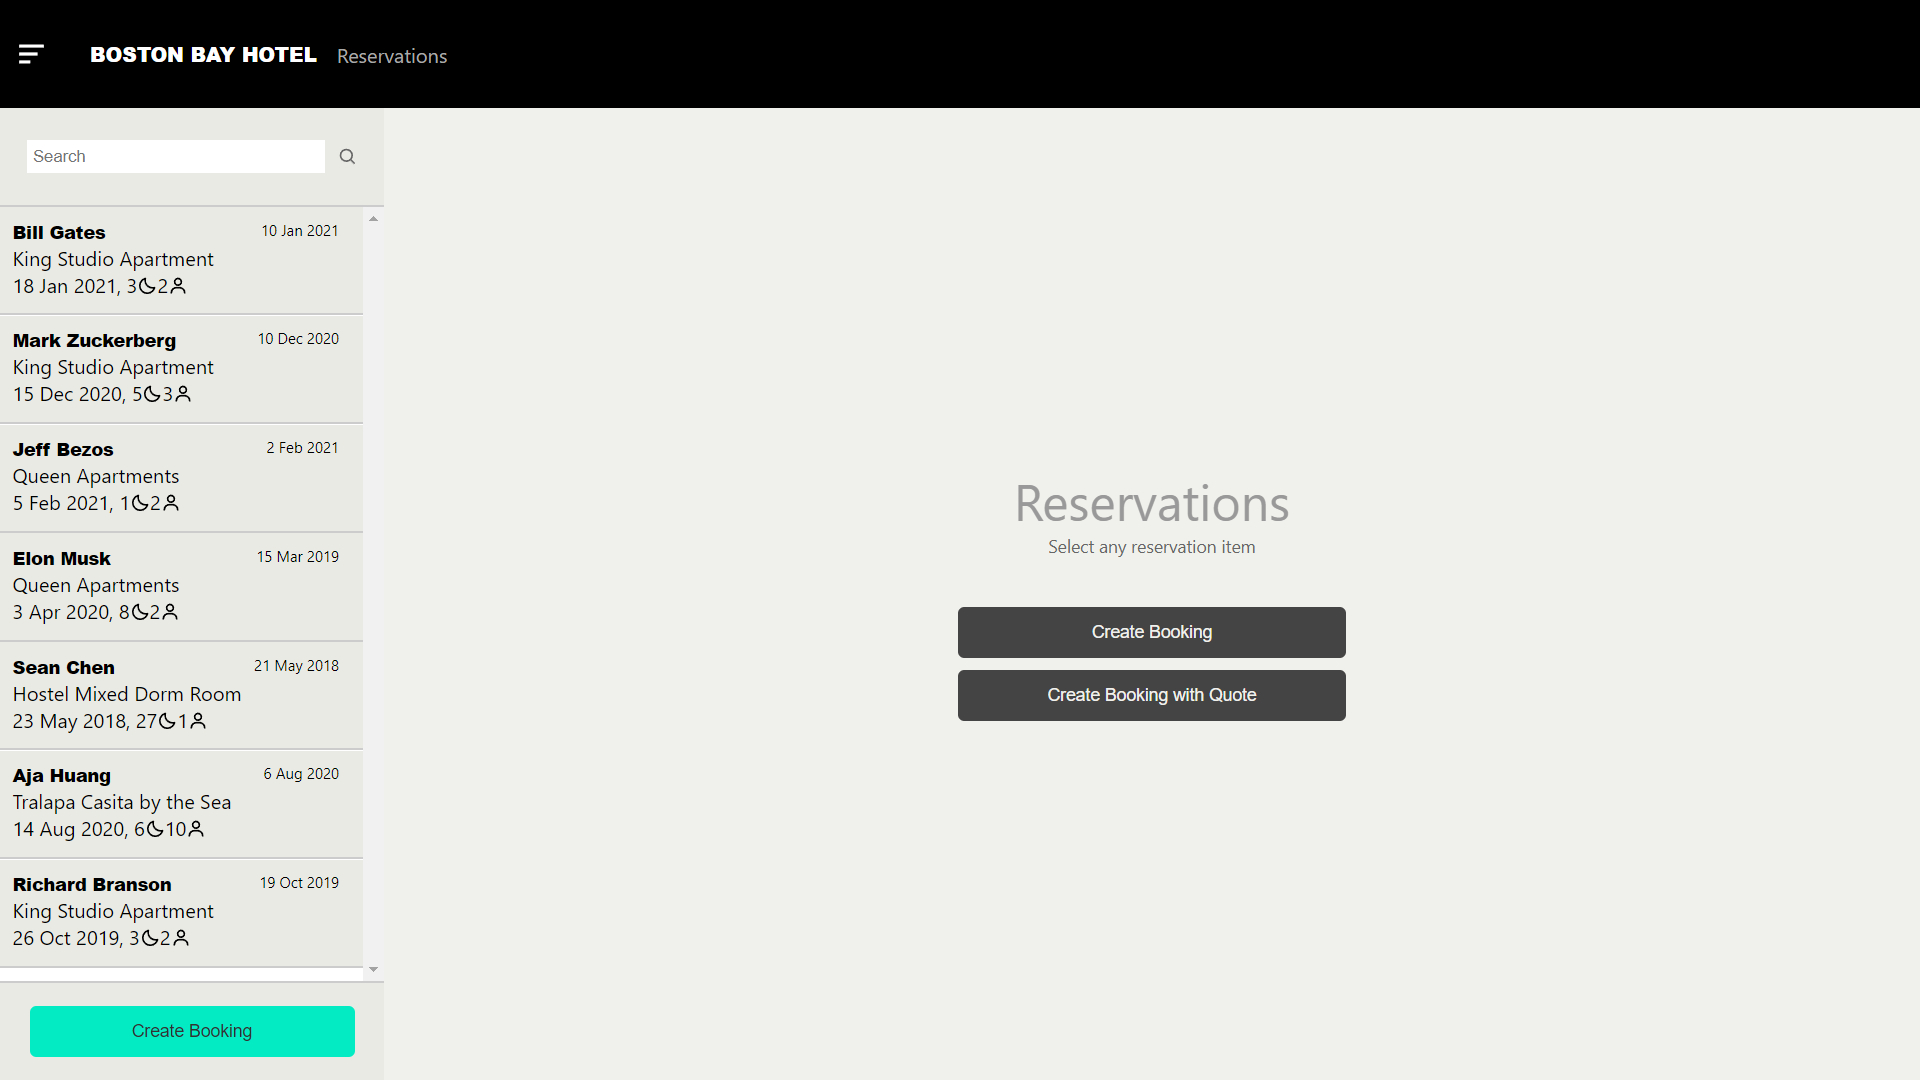 BOSTON BAY HOTEL Reservations
Search
Bill Gates 10 Jan 2021
King Studio Apartment
18 Jan 2021, 3 2
Mark Zuckerberg 10 Dec 2020
King Studio Apartment
15 Dec 2020, 5 3
Jeff Bezos 2 Feb 2021
Queen Apartments
5 Feb 2021, 1 2
Elon Musk 15 Mar 2019
Queen Apartments
3 Apr 2020, 8 2
Sean Chen 21 May 2018
Hostel Mixed Dorm Room
23 May 2018, 27 1
Aja Huang 6 Aug 2020
Tralapa Casita by the Sea
14 Aug 2020, 6 10
Richard Branson 19 Oct 2019
King Studio Apartment
26 Oct 2019, 3 2
Create Booking
Reservations
Select any reservation item
Create Booking
Create Booking with Quote